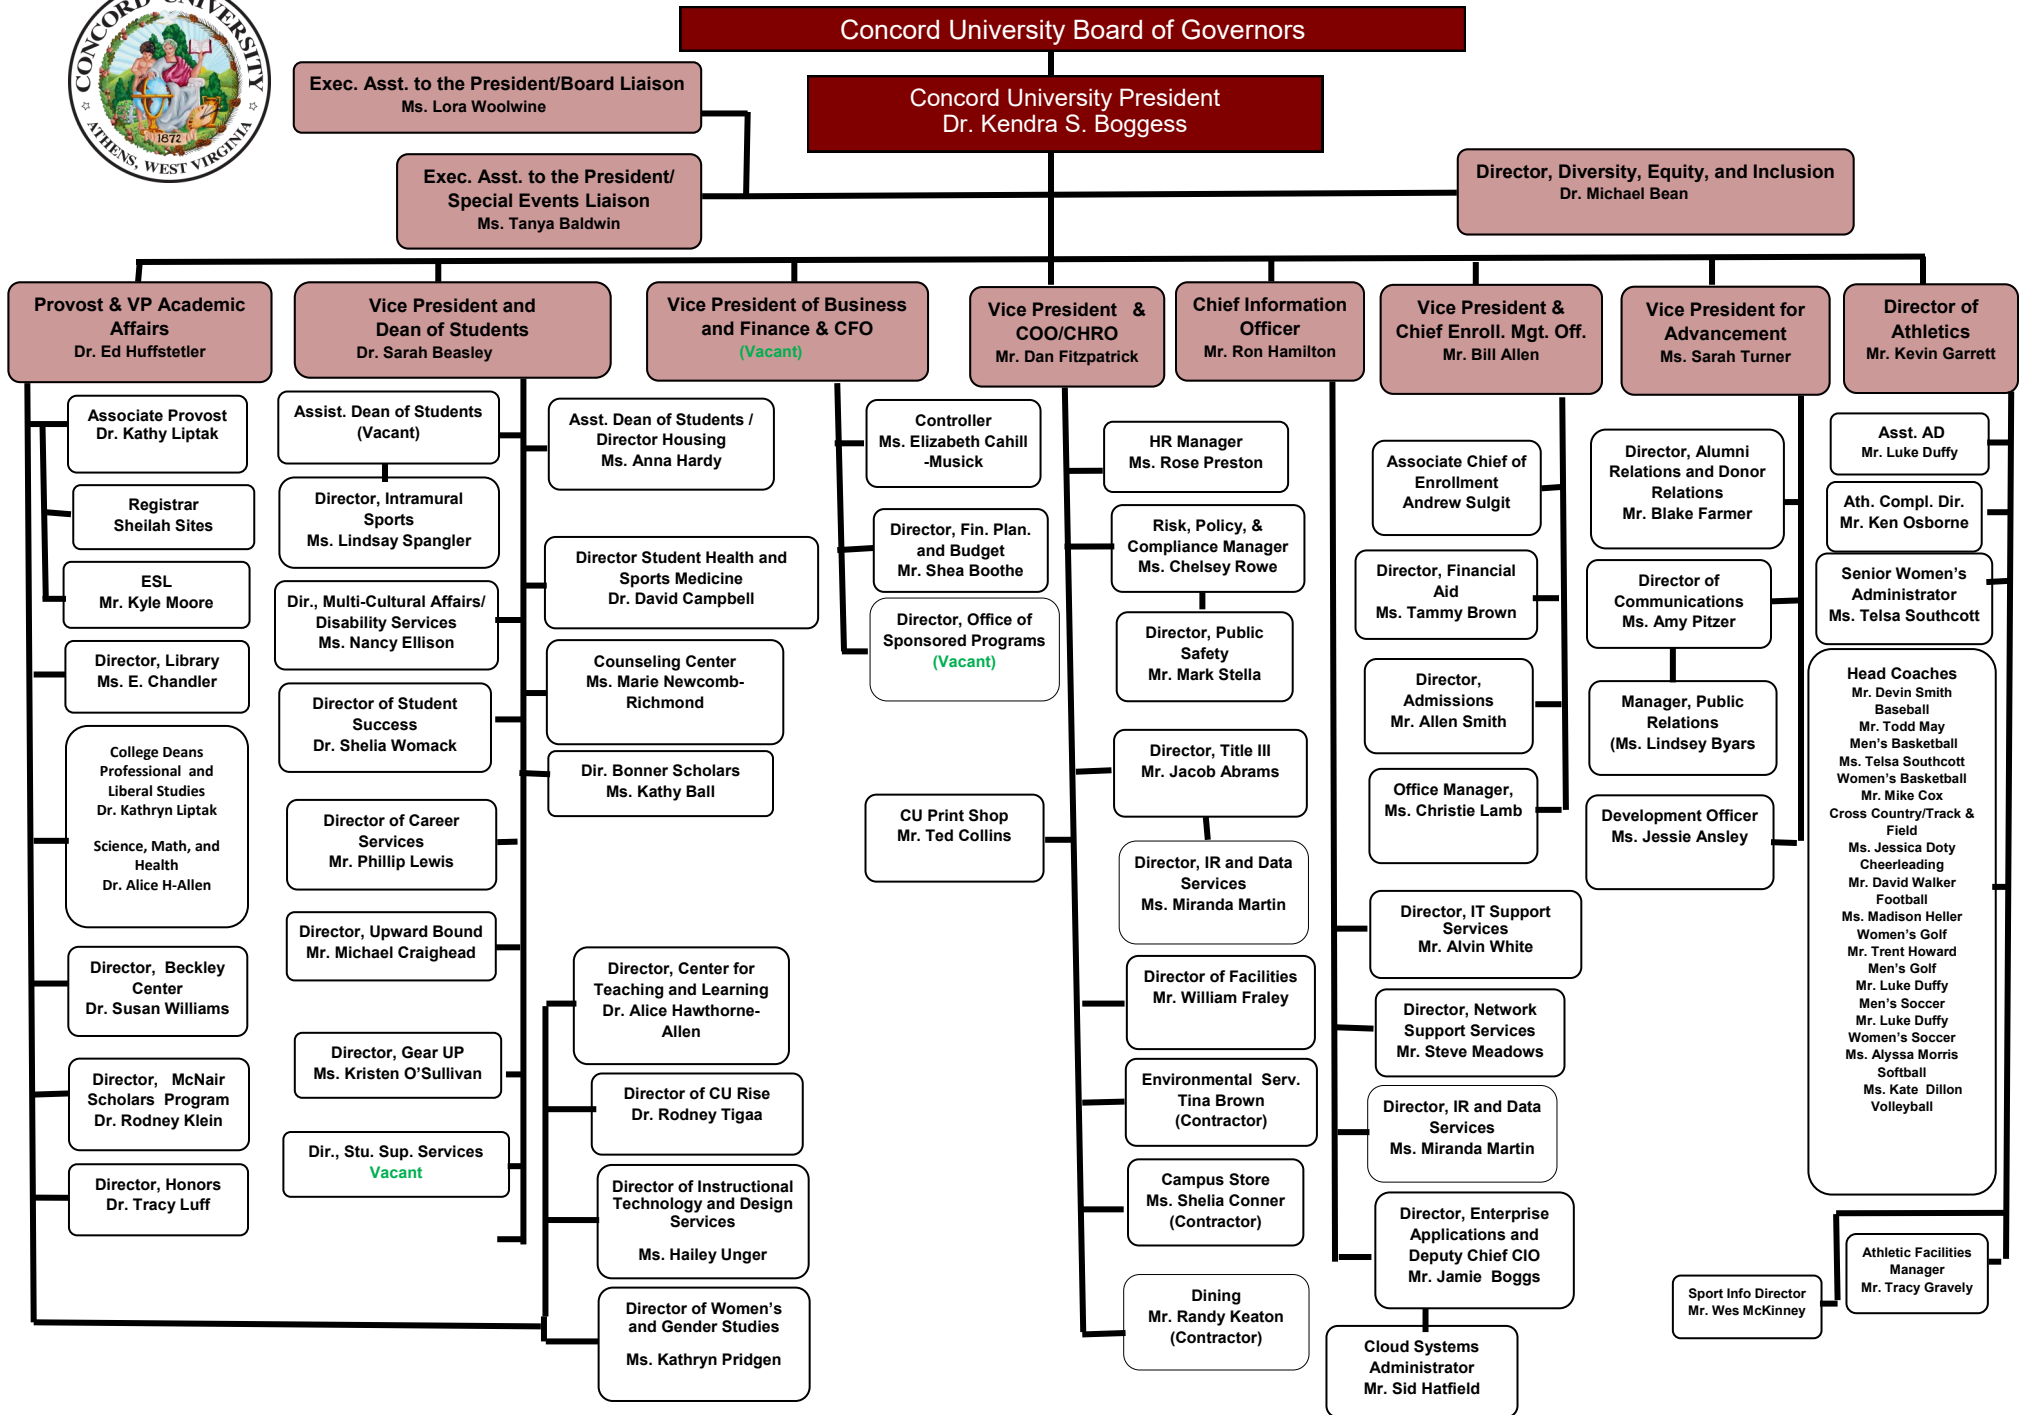 CONCORD UNIVERSITY
1872
ATHENS, WEST VIRGINIA
Concord University Board of Governors
Exec. Asst. to the President/Board Liaison
Ms. Lora Woolwine
Concord University President
Dr. Kendra S. Boggess
Exec. Asst. to the President/
Special Events Liaison
Ms. Tanya Baldwin
Director, Diversity, Equity, and Inclusion
Dr. Michael Bean
Provost & VP Academic
Affairs
Dr. Ed Huffstetler
Vice President and
Dean of Students
Dr. Sarah Beasley
Vice President of Business
and Finance & CFO
(Vacant)
Vice President &
COO/CHRO
Mr. Dan Fitzpatrick
Chief Information
Officer
Mr. Ron Hamilton
Vice President &
Chief Enroll. Mgt. Off.
Mr. Bill Allen
Vice President for
Advancement
Ms. Sarah Turner
Director of
Athletics
Mr. Kevin Garrett
Associate Provost
Dr. Kathy Liptak
Registrar
Sheilah Sites
ESL
Mr. Kyle Moore
Director, Library
Ms. E. Chandler
College Deans
Professional and
Liberal Studies
Dr. Kathryn Liptak
Science, Math, and
Health
Dr. Alice H-Allen
Director, Beckley
Center
Dr. Susan Williams
Director, McNair
Scholars Program
Dr. Rodney Klein
Director, Honors
Dr. Tracy Luff
Assist. Dean of Students
(Vacant)
Director, Intramural
Sports
Ms. Lindsay Spangler
Dir., Multi-Cultural Affairs/
Disability Services
Ms. Nancy Ellison
Director of Student
Success
Dr. Shelia Womack
Director of Career
Services
Mr. Phillip Lewis
Director, Upward Bound
Mr. Michael Craighead
Director, Gear UP
Ms. Kristen O’Sullivan
Dir., Stu. Sup. Services
Vacant
Asst. Dean of Students /
Director Housing
Ms. Anna Hardy
Director Student Health and
Sports Medicine
Dr. David Campbell
Counseling Center
Ms. Marie Newcomb-
Richmond
Dir. Bonner Scholars
Ms. Kathy Ball
Director, Center for
Teaching and Learning
Dr. Alice Hawthorne-
Allen
Director of CU Rise
Dr. Rodney Tigaa
Director of Instructional
Technology and Design
Services
Ms. Hailey Unger
Director of Women’s
and Gender Studies
Ms. Kathryn Pridgen
Controller
Ms. Elizabeth Cahill
-Musick
Director, Fin. Plan.
and Budget
Mr. Shea Boothe
Director, Office of
Sponsored Programs
(Vacant)
CU Print Shop
Mr. Ted Collins
HR Manager
Ms. Rose Preston
Risk, Policy, &
Compliance Manager
Ms. Chelsey Rowe
Director, Public
Safety
Mr. Mark Stella
Director, Title III
Mr. Jacob Abrams
Director, IR and Data
Services
Ms. Miranda Martin
Director of Facilities
Mr. William Fraley
Environmental Serv.
Tina Brown
(Contractor)
Campus Store
Ms. Shelia Conner
(Contractor)
Dining
Mr. Randy Keaton
(Contractor)
Director, IT Support
Services
Mr. Alvin White
Director, Network
Support Services
Mr. Steve Meadows
Director, IR and Data
Services
Ms. Miranda Martin
Director, Enterprise
Applications and
Deputy Chief CIO
Mr. Jamie Boggs
Cloud Systems
Administrator
Mr. Sid Hatfield
Associate Chief of
Enrollment
Andrew Sulgit
Director, Financial
Aid
Ms. Tammy Brown
Director,
Admissions
Mr. Allen Smith
Office Manager,
Ms. Christie Lamb
Director, Alumni
Relations and Donor
Relations
Mr. Blake Farmer
Director of
Communications
Ms. Amy Pitzer
Manager, Public
Relations
(Ms. Lindsey Byars
Development Officer
Ms. Jessie Ansley
Asst. AD
Mr. Luke Duffy
Ath. Compl. Dir.
Mr. Ken Osborne
Senior Women’s
Administrator
Ms. Telsa Southcott
Head Coaches
Mr. Devin Smith
Baseball
Mr. Todd May
Men’s Basketball
Ms. Telsa Southcott
Women’s Basketball
Mr. Mike Cox
Cross Country/Track &
Field
Ms. Jessica Doty
Cheerleading
Mr. David Walker
Football
Ms. Madison Heller
Women’s Golf
Mr. Trent Howard
Men’s Golf
Mr. Luke Duffy
Men’s Soccer
Mr. Luke Duffy
Women’s Soccer
Ms. Alyssa Morris
Softball
Ms. Kate Dillon
Volleyball
Athletic Facilities
Manager
Mr. Tracy Gravely
Sport Info Director
Mr. Wes McKinney